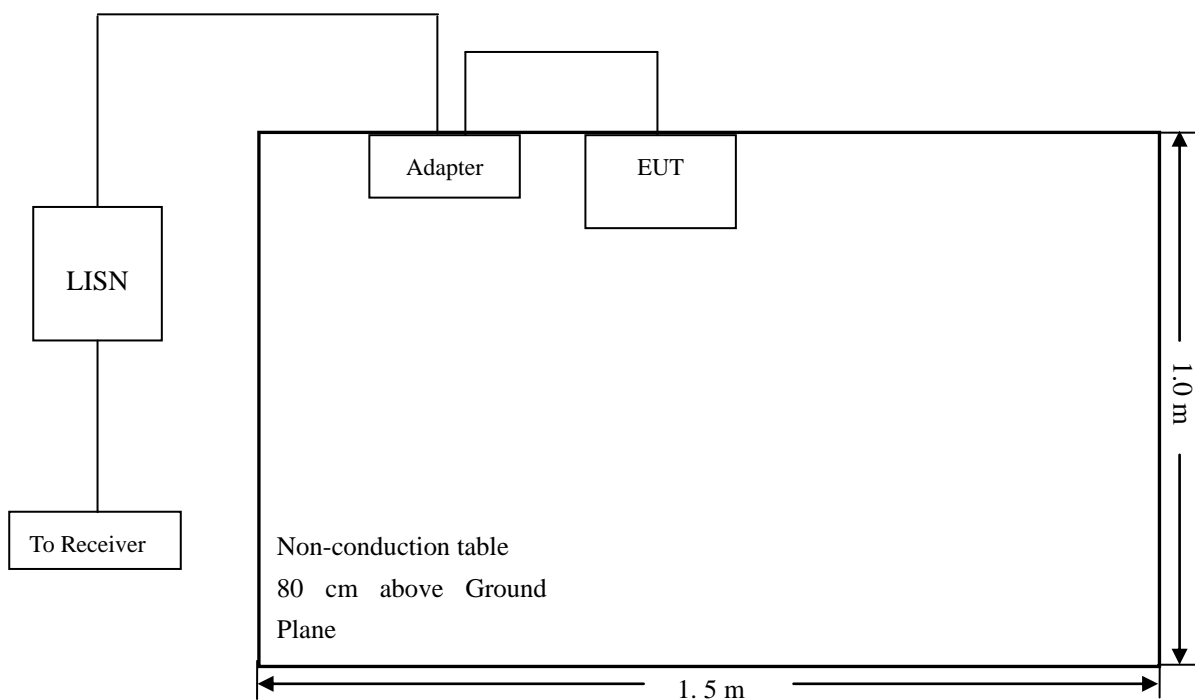 Adapter
EUT
LISN
To Receiver
Non-conduction table
80 cm above Ground
Plane
1.0 m
1. 5 m